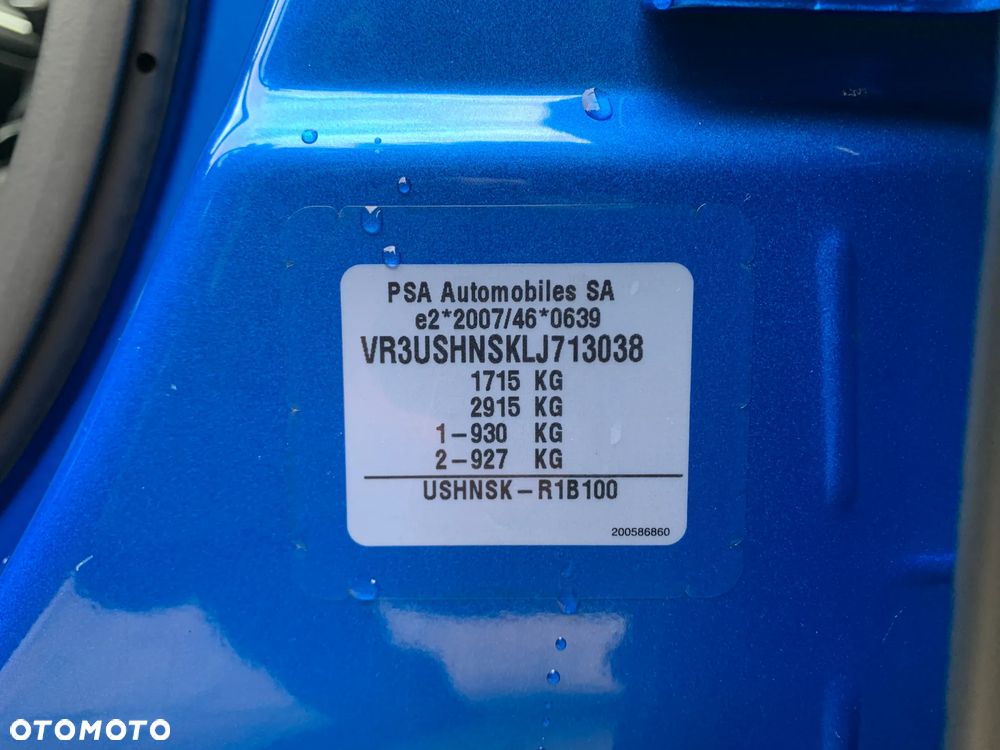 PSA Automobiles SA
e2*2007/46*0639
VR3USHNSKLJ713038
1715 KG
2915 KG
1-930 KG
2-927 KG
USHNSK-R1B100
200586860
OTOMOTO